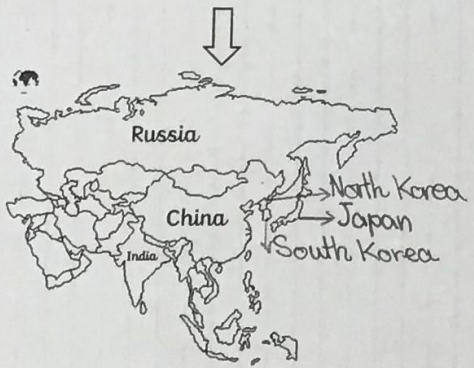 Russia
North Korea
China
Japan
India
South Korea